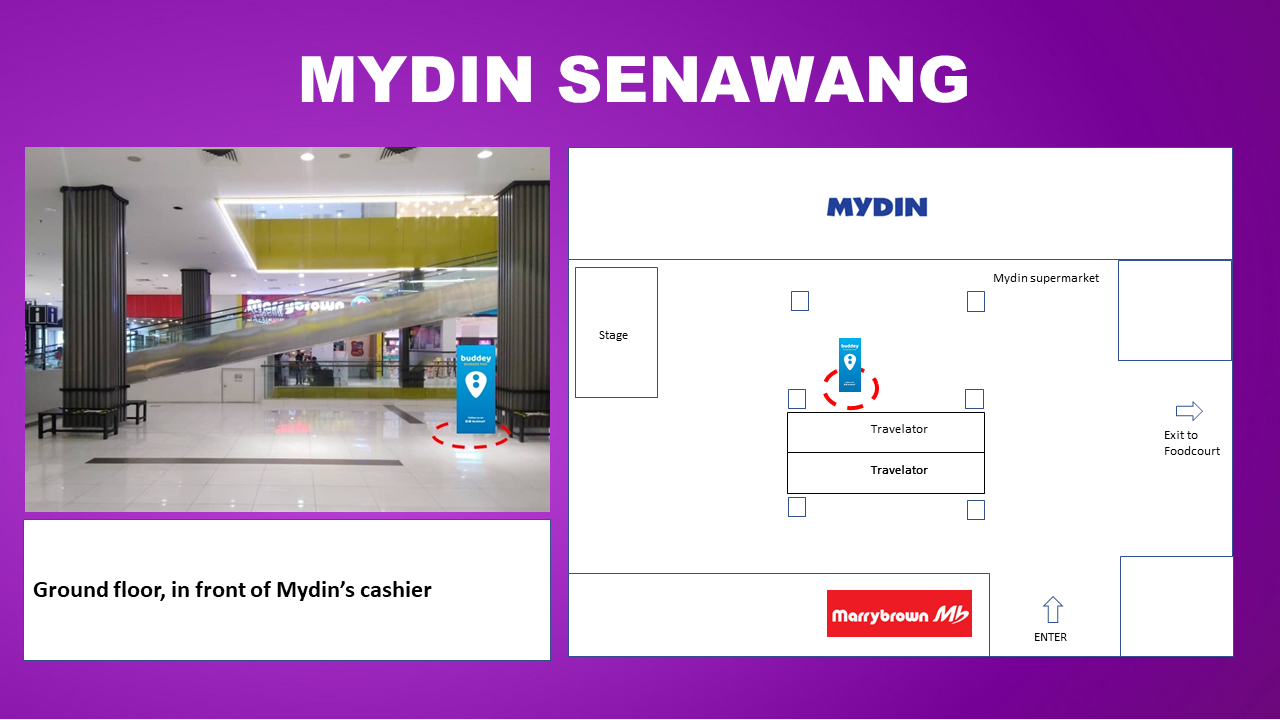 MYDIN SENAWANG
Marrybrown
buddey
Ground floor, in front of Mydin's cashier
MYDIN
Mydin supermarket
Stage
buddey
Travelator
Travelator
Exit to
Foodcourt
Marrybrown Mb
ENTER